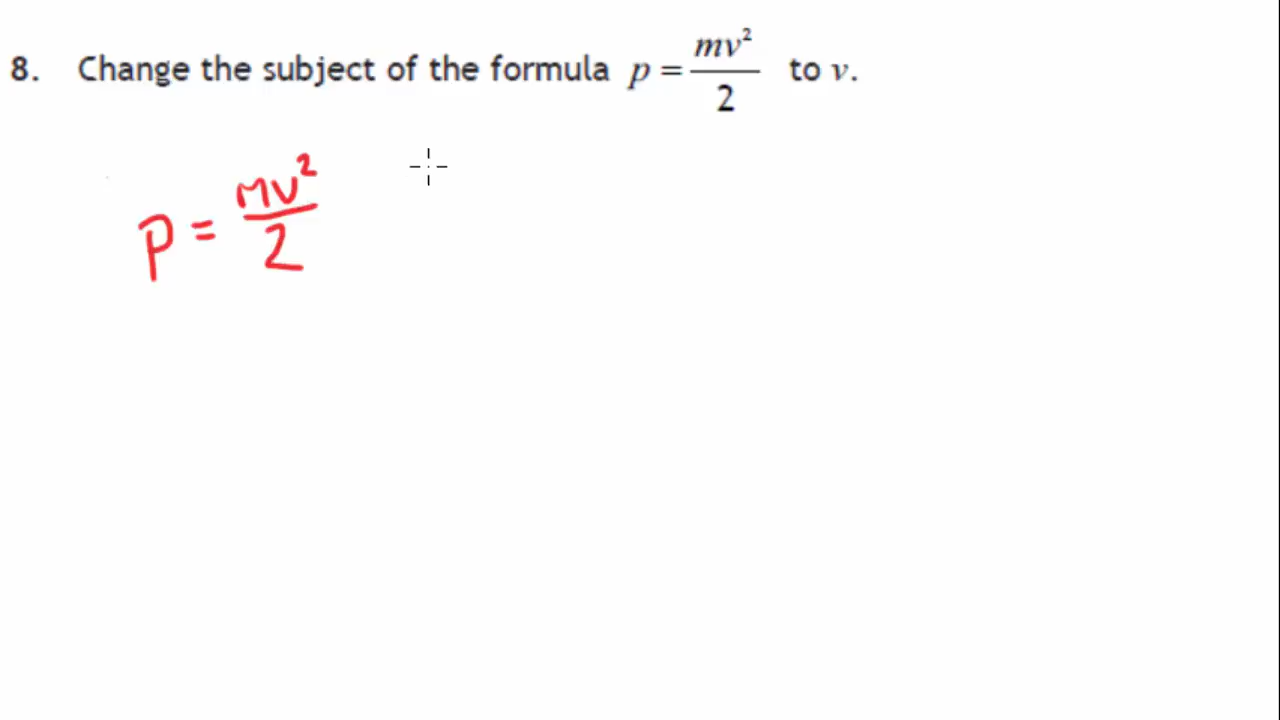 8. Change the subject of the formula p = mv²/2 to v.
p = mv²/2